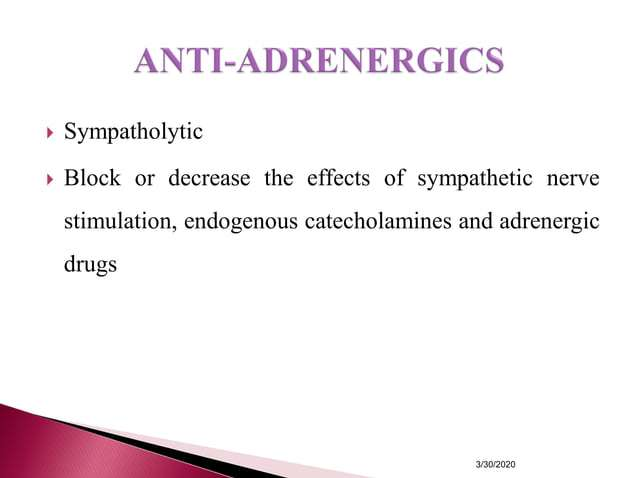 ANTI-ADRENERGICS
Sympatholytic
Block or decrease the effects of sympathetic nerve
stimulation, endogenous catecholamines and adrenergic
drugs
3/30/2020